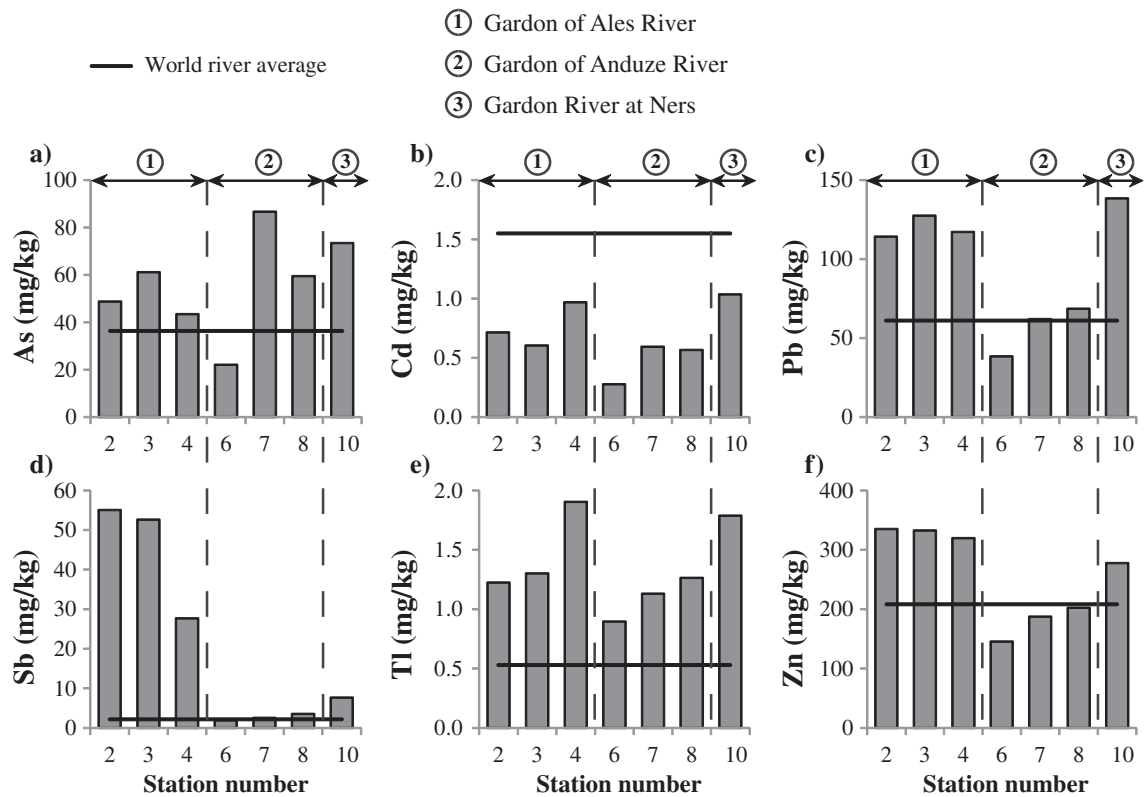 ① Gardon of Ales River
World river average
② Gardon of Anduze River
③ Gardon River at Ners
a)
① ② ③
As (mg/kg)
100
80
60
40
20
0
2 3 4 6 7 8 10
b)
① ② ③
Cd (mg/kg)
2.0
1.5
1.0
0.5
0.0
2 3 4 6 7 8 10
c)
① ② ③
Pb (mg/kg)
150
100
50
0
2 3 4 6 7 8 10
d)
Sb (mg/kg)
60
50
40
30
20
10
0
2 3 4 6 7 8 10
Station number
e)
Tl (mg/kg)
2.0
1.5
1.0
0.5
0.0
2 3 4 6 7 8 10
Station number
f)
Zn (mg/kg)
400
300
200
100
0
2 3 4 6 7 8 10
Station number